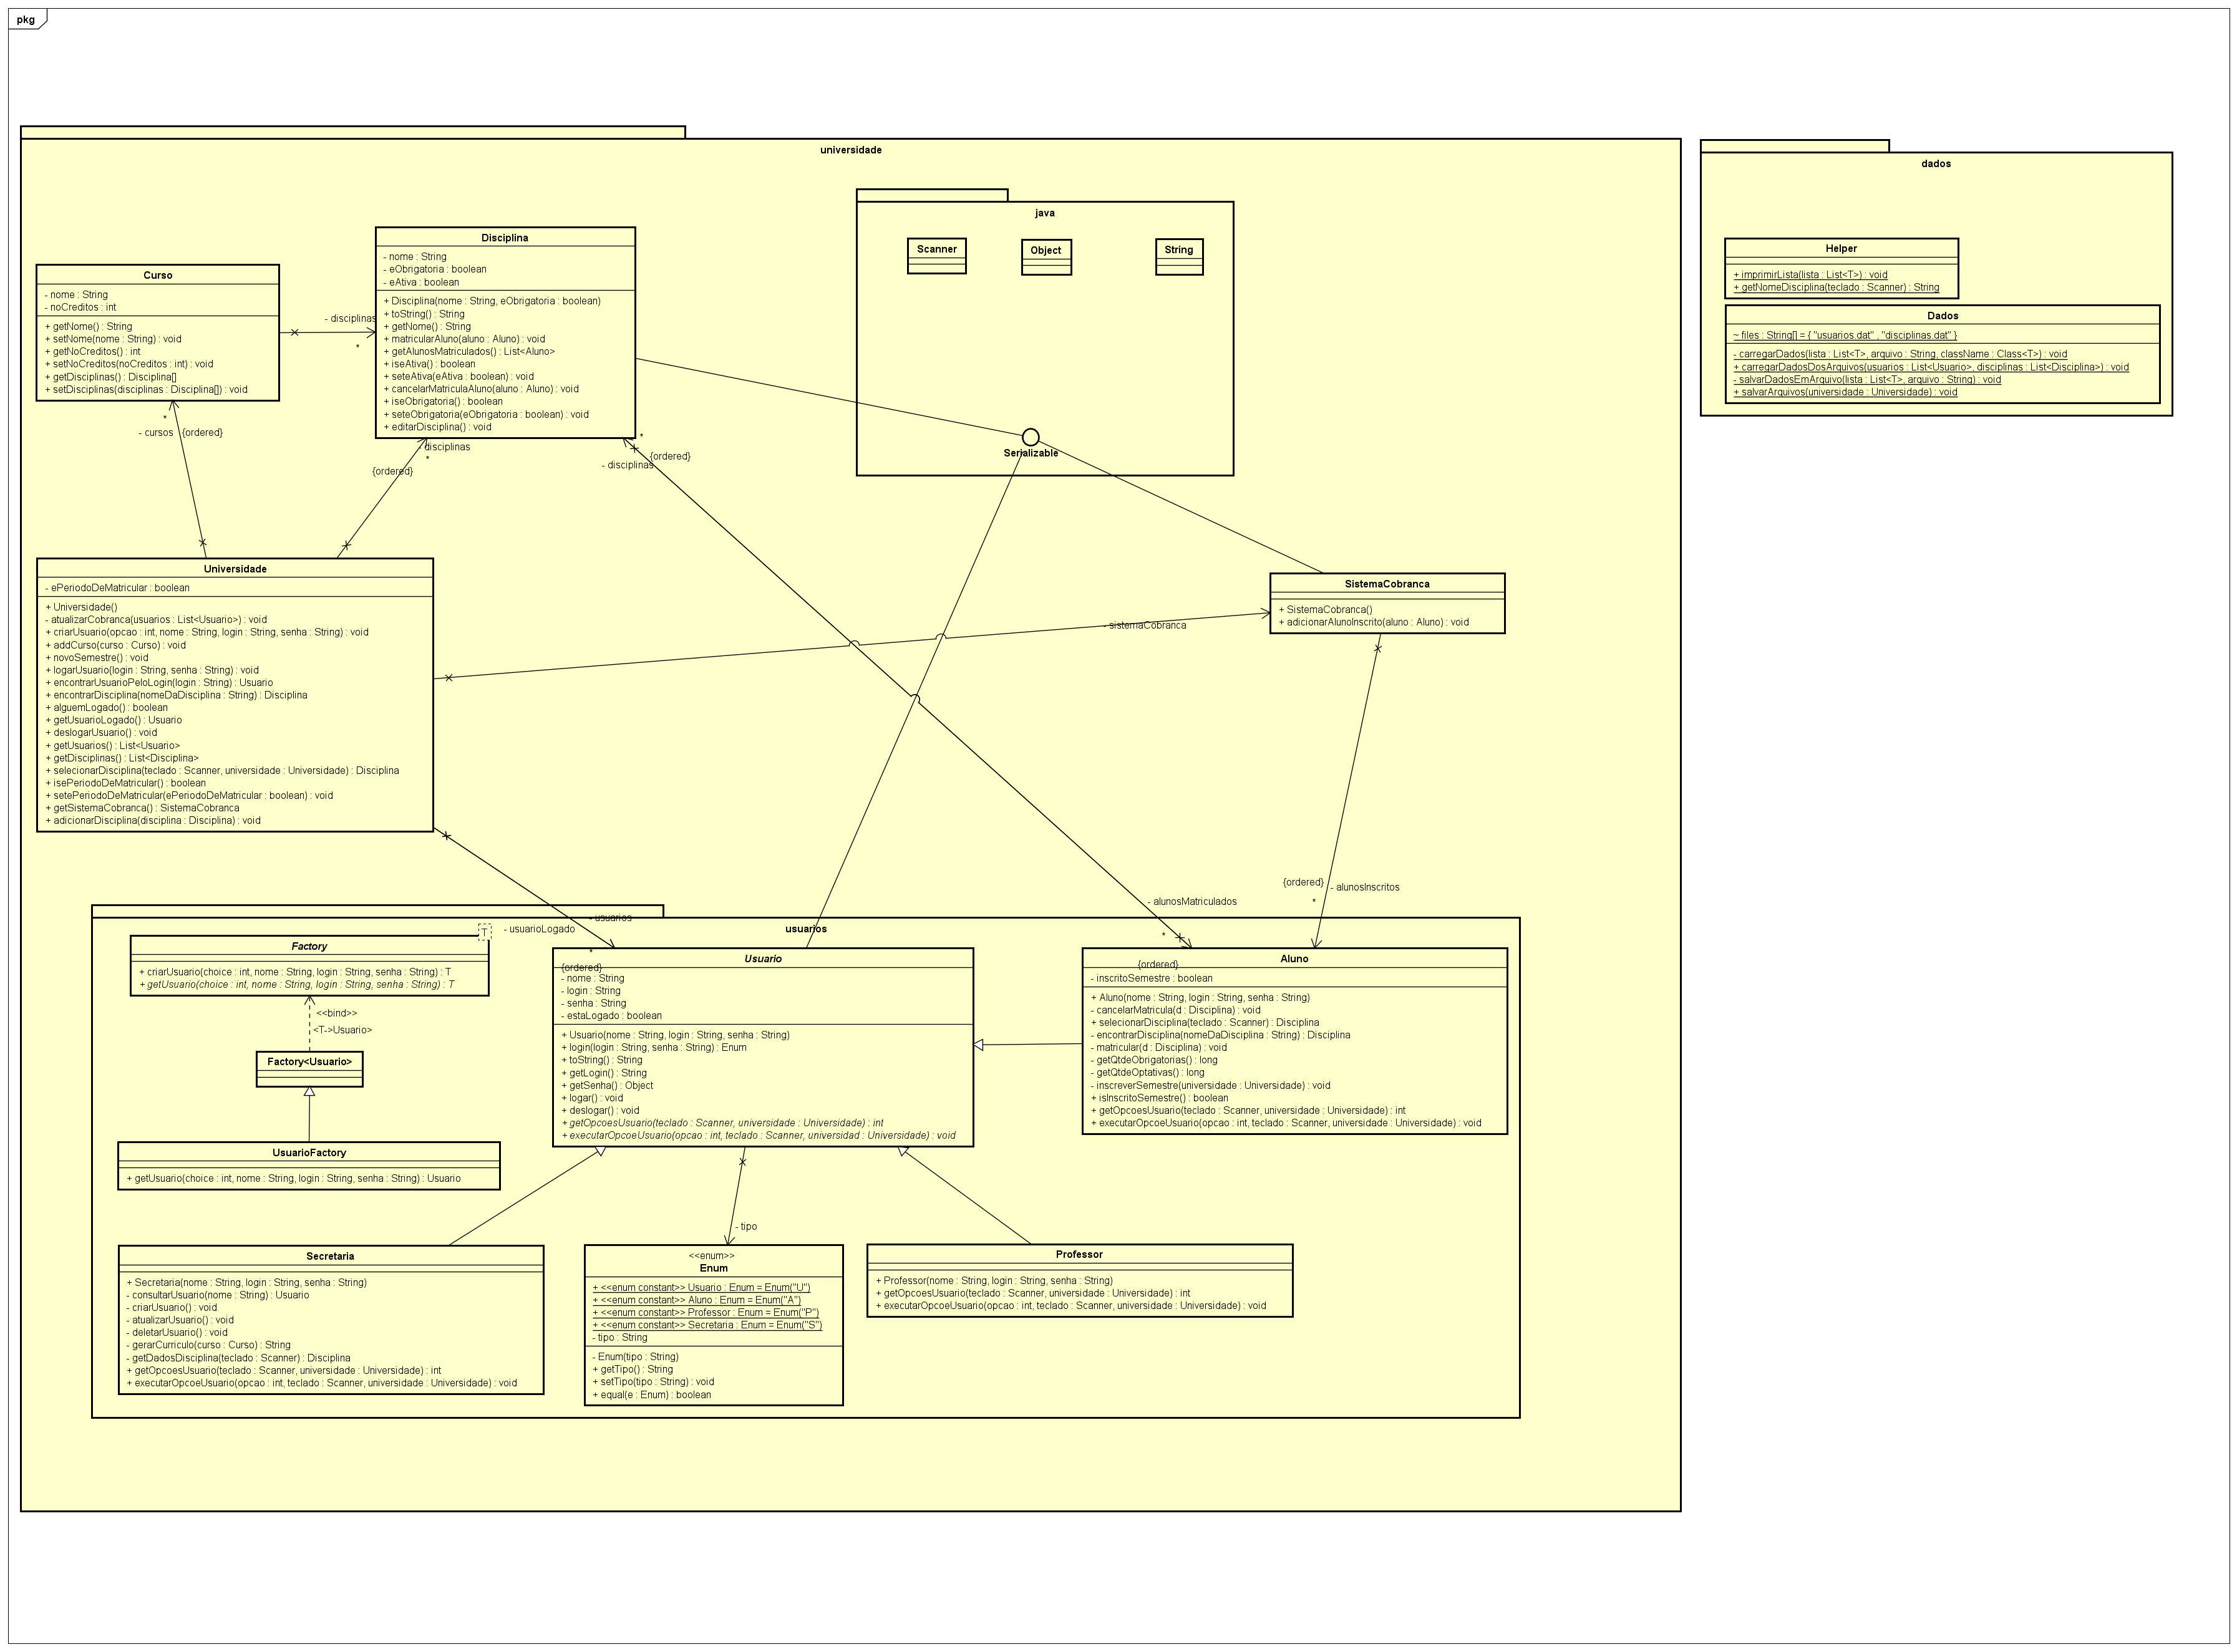 pkg
universidade
java
Scanner
Object
String
Serializable
Curso
- nome : String
- noCreditos : int
+ getNome() : String
+ setNome(nome : String) : void
+ getNoCreditos() : int
+ setNoCreditos(noCreditos : int) : void
+ getDisciplinas() : Disciplina[]
+ setDisciplinas(disciplinas : Disciplina[]) : void
- disciplinas
*
Disciplina
- nome : String
- eObrigatoria : boolean
- eAtiva : boolean
+ Disciplina(nome : String, eObrigatoria : boolean)
+ toString() : String
+ getNome() : String
+ matricularAluno(aluno : Aluno) : void
+ getAlunosMatriculados() : List<Aluno>
+ iseAtiva() : boolean
+ seteAtiva(eAtiva : boolean) : void
+ cancelarMatriculaAluno(aluno : Aluno) : void
+ iseObrigatoria() : boolean
+ seteObrigatoria(eObrigatoria : boolean) : void
+ editarDisciplina() : void
*
- cursos
{ordered}
- disciplinas
*
{ordered}
*
{ordered}
- disciplinas
Universidade
- ePeriodoDeMatricular : boolean
+ Universidade()
- atualizarCobranca(usuarios : List<Usuario>) : void
+ criarUsuario(opcao : int, nome : String, login : String, senha : String) : void
+ addCurso(curso : Curso) : void
+ novoSemestre() : void
+ logarUsuario(login : String, senha : String) : void
+ encontrarUsuarioPeloLogin(login : String) : Usuario
+ encontrarDisciplina(nomeDaDisciplina : String) : Disciplina
+ alguemLogado() : boolean
+ getUsuarioLogado() : Usuario
+ deslogarUsuario() : void
+ getUsuarios() : List<Usuario>
+ getDisciplinas() : List<Disciplina>
+ selecionarDisciplina(teclado : Scanner, universidade : Universidade) : Disciplina
+ isePeriodoDeMatricular() : boolean
+ setePeriodoDeMatricular(ePeriodoDeMatricular : boolean) : void
+ getSistemaCobranca() : SistemaCobranca
+ adicionarDisciplina(disciplina : Disciplina) : void
- sistemaCobranca
SistemaCobranca
+ SistemaCobranca()
+ adicionarAlunoInscrito(aluno : Aluno) : void
{ordered}
- alunosInscritos
*
- alunosMatriculados
*
{ordered}
- usuarios
- usuarioLogado
*
{ordered}
usuarios
Factory
T
+ criarUsuario(choice : int, nome : String, login : String, senha : String) : T
+ getUsuario(choice : int, nome : String, login : String, senha : String) : T
<<bind>>
<T->Usuario>
Factory<Usuario>
UsuarioFactory
+ getUsuario(choice : int, nome : String, login : String, senha : String) : Usuario
Usuario
- nome : String
- login : String
- senha : String
- estaLogado : boolean
+ Usuario(nome : String, login : String, senha : String)
+ login(login : String, senha : String) : Enum
+ toString() : String
+ getLogin() : String
+ getSenha() : Object
+ logar() : void
+ deslogar() : void
+ getOpcoesUsuario(teclado : Scanner, universidade : Universidade) : int
+ executarOpcoeUsuario(opcao : int, teclado : Scanner, universidad : Universidade) : void
Aluno
- inscritoSemestre : boolean
+ Aluno(nome : String, login : String, senha : String)
- cancelarMatricula(d : Disciplina) : void
+ selecionarDisciplina(teclado : Scanner) : Disciplina
- encontrarDisciplina(nomeDaDisciplina : String) : Disciplina
- matricular(d : Disciplina) : void
- getQtdeObrigatorias() : long
- getQtdeOptativas() : long
- inscreverSemestre(universidade : Universidade) : void
+ isInscritoSemestre() : boolean
+ getOpcoesUsuario(teclado : Scanner, universidade : Universidade) : int
+ executarOpcoeUsuario(opcao : int, teclado : Scanner, universidade : Universidade) : void
- tipo
Secretaria
+ Secretaria(nome : String, login : String, senha : String)
- consultarUsuario(nome : String) : Usuario
- criarUsuario() : void
- atualizarUsuario() : void
- deletarUsuario() : void
- gerarCurriculo(curso : Curso) : String
- getDadosDisciplina(teclado : Scanner) : Disciplina
+ getOpcoesUsuario(teclado : Scanner, universidade : Universidade) : int
+ executarOpcoeUsuario(opcao : int, teclado : Scanner, universidade : Universidade) : void
<<enum>>
Enum
+ <<enum constant>> Usuario : Enum = Enum("U")
+ <<enum constant>> Aluno : Enum = Enum("A")
+ <<enum constant>> Professor : Enum = Enum("P")
+ <<enum constant>> Secretaria : Enum = Enum("S")
- tipo : String
- Enum(tipo : String)
+ getTipo() : String
+ setTipo(tipo : String) : void
+ equal(e : Enum) : boolean
Professor
+ Professor(nome : String, login : String, senha : String)
+ getOpcoesUsuario(teclado : Scanner, universidade : Universidade) : int
+ executarOpcoeUsuario(opcao : int, teclado : Scanner, universidade : Universidade) : void
dados
Helper
+ imprimirLista(lista : List<T>) : void
+ getNomeDisciplina(teclado : Scanner) : String
Dados
~ files : String[] = { "usuarios.dat" , "disciplinas.dat" }
- carregarDados(lista : List<T>, arquivo : String, className : Class<T>) : void
+ carregarDadosDosArquivos(usuarios : List<Usuario>, disciplinas : List<Disciplina>) : void
- salvarDadosEmArquivo(lista : List<T>, arquivo : String) : void
+ salvarArquivos(universidade : Universidade) : void